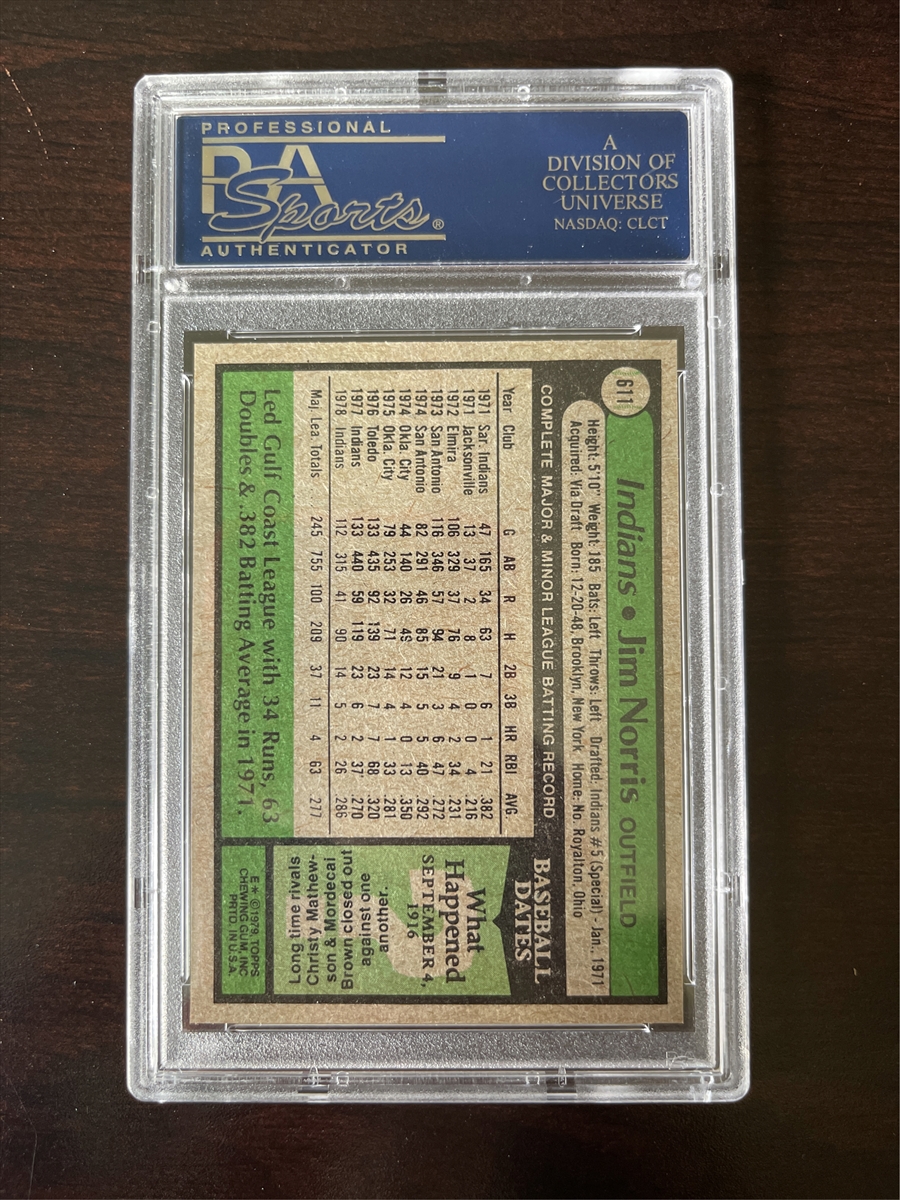 PROFESSIONAL
PSA
Sports®
AUTHENTICATOR
A
DIVISION OF
COLLECTORS
UNIVERSE
NASDAQ: CLCT
611
Indians • Jim Norris OUTFIELD
Height: 5'10" Weight: 185 Bats: Left Throws: Left Drafted: Indians #5 (Special) - Jan., 1971
Acquired: Via Draft Born: 12-20-48, Brooklyn, New York Home: No. Royalton, Ohio
COMPLETE MAJOR & MINOR LEAGUE BATTING RECORD
Year Club G AB R H 2B 3B HR RBI AVG.
1971 Sar. Indians 47 165 34 63 7 6 1 21 .382
1971 Jacksonville 13 37 2 8 1 0 0 4 .216
1972 Elmira 106 329 37 76 9 4 2 34 .231
1973 San Antonio 116 346 57 94 21 3 6 47 .272
1974 San Antonio 82 291 46 85 15 5 5 40 .292
1974 Okla. City 44 140 26 49 12 4 0 13 .350
1975 Okla. City 79 253 32 71 14 4 1 33 .281
1976 Toledo 133 435 92 139 23 7 7 68 .320
1977 Indians 133 440 59 119 23 6 2 37 .270
1978 Indians 112 315 41 90 14 5 2 26 .286
Maj. Lea. Totals 245 755 100 209 37 11 4 63 .277
Led Gulf Coast League with 34 Runs, 63
Doubles & .382 Batting Average in 1971.
BASEBALL
DATES
What
Happened
SEPTEMBER 4,
1916
Long time rivals
Christy Mathew-
son & Mordecai
Brown closed out
against one
another.
E* ©1979, TOPPS
CHEWING GUM, INC
PRTD. IN U.S.A.